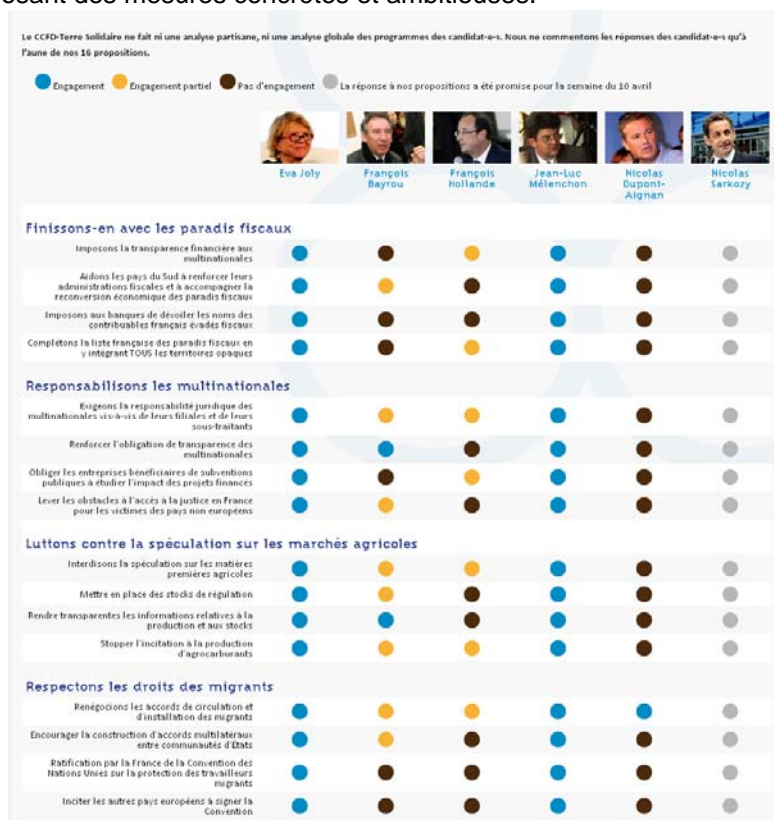 osant des mesures concrètes et ambitieuses.
Le CCFD-Terre Solidaire ne fait ni une analyse partisane, ni une analyse globale des programmes des candidat-e-s. Nous ne commentons les réponses des candidat-e-s qu'à
l'aune de nos 16 propositions.
Engagement Engagement partiel Pas d'engagement La réponse à nos propositions a été promise pour la semaine du 10 avril
Eva Joly
François
Bayrou
François
Hollande
Jean-Luc
Mélenchon
Nicolas
Dupont-
Aignan
Nicolas
Sarkozy
Finissons-en avec les paradis fiscaux
Imposons la transparence financière aux
multinationales
Aidons les pays du Sud à renforcer leurs
administrations fiscales et à accompagner la
reconversion économique des paradis fiscaux
Imposons aux banques de dévoiler les noms des
contribuables français évadés fiscaux
Complétons la liste française des paradis fiscaux en
y intégrant TOUS les territoires opaques
Responsabilisons les multinationales
Exigeons la responsabilité juridique des
multinationales vis-à-vis de leurs filiales et de leurs
sous-traitants
Renforcer l'obligation de transparence des
multinationales
Obliger les entreprises bénéficiaires de subventions
publiques à étudier l'impact des projets financés
Lever les obstacles à l'accès à la justice en France
pour les victimes des pays non européens
Luttons contre la spéculation sur les marchés agricoles
Interdisons la spéculation sur les matières
premières agricoles
Mettre en place des stocks de régulation
Rendre transparentes les informations relatives à la
production et aux stocks
Stopper l'incitation à la production
d'agrocarburants
Respectons les droits des migrants
Renégocions les accords de circulation et
d'installation des migrants
Encourager la construction d'accords multilatéraux
entre communautés d'États
Ratification par la France de la Convention des
Nations Unies sur la protection des travailleurs
migrants
Inciter les autres pays européens à signer la
Convention